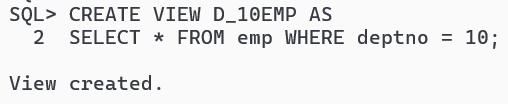 SQL> CREATE VIEW D_10EMP AS
  2  SELECT * FROM emp WHERE deptno = 10;
View created.